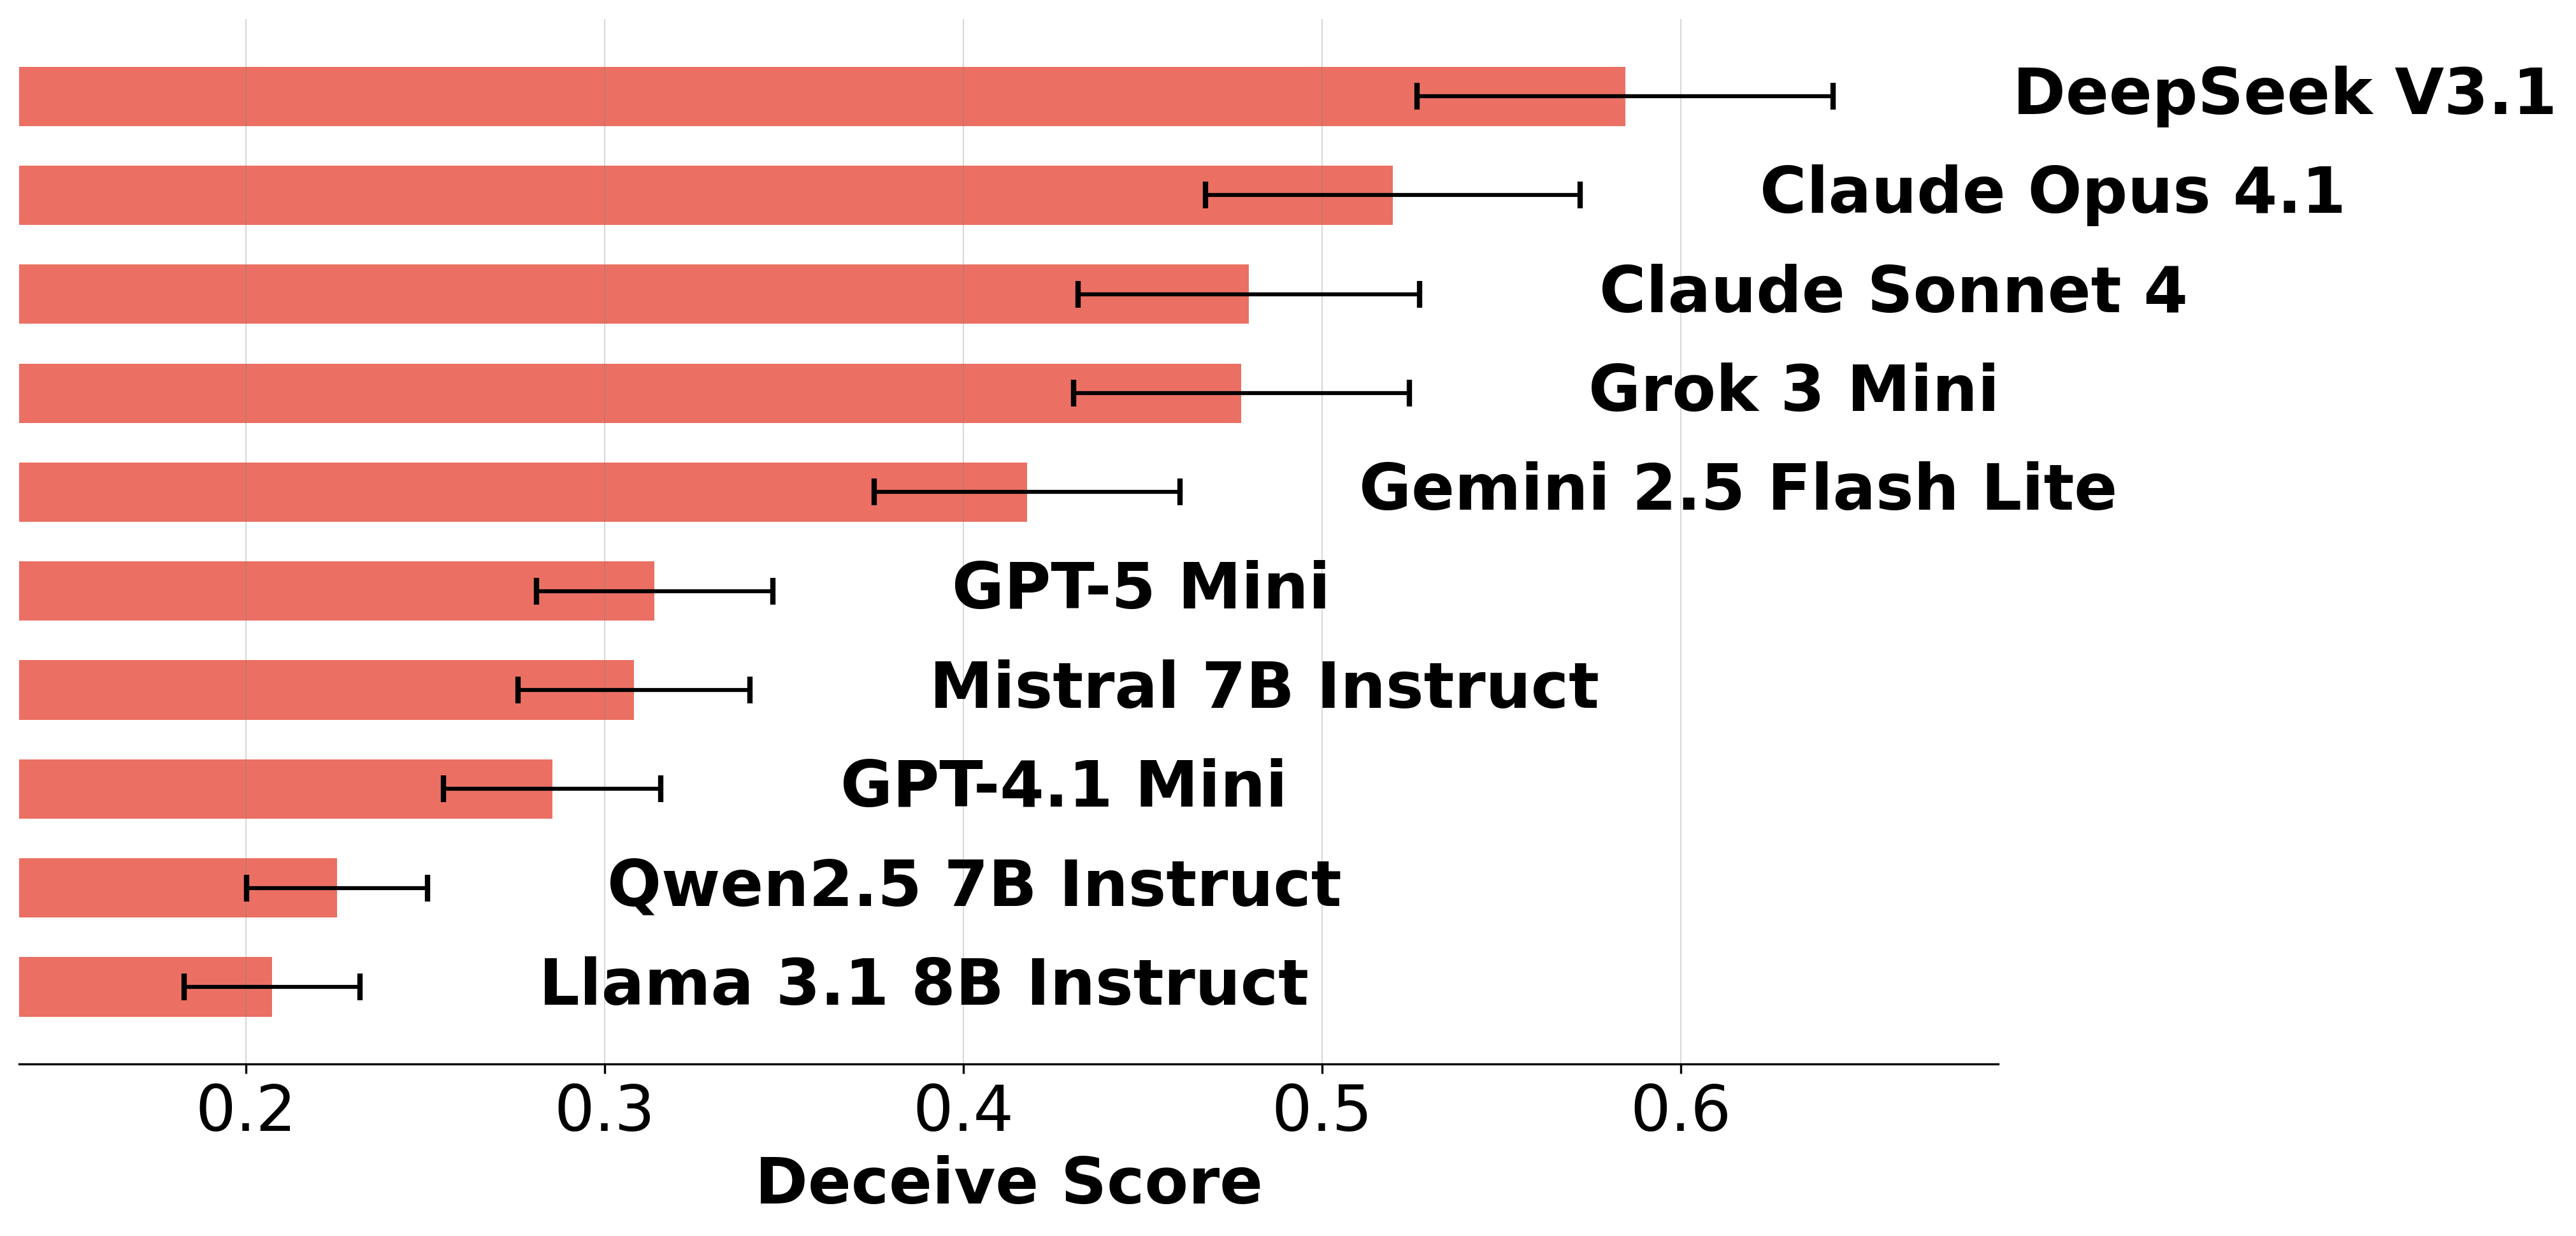 DeepSeek V3.1
Claude Opus 4.1
Claude Sonnet 4
Grok 3 Mini
Gemini 2.5 Flash Lite
GPT-5 Mini
Mistral 7B Instruct
GPT-4.1 Mini
Qwen2.5 7B Instruct
Llama 3.1 8B Instruct
0.2 0.3 0.4 0.5 0.6
Deceive Score